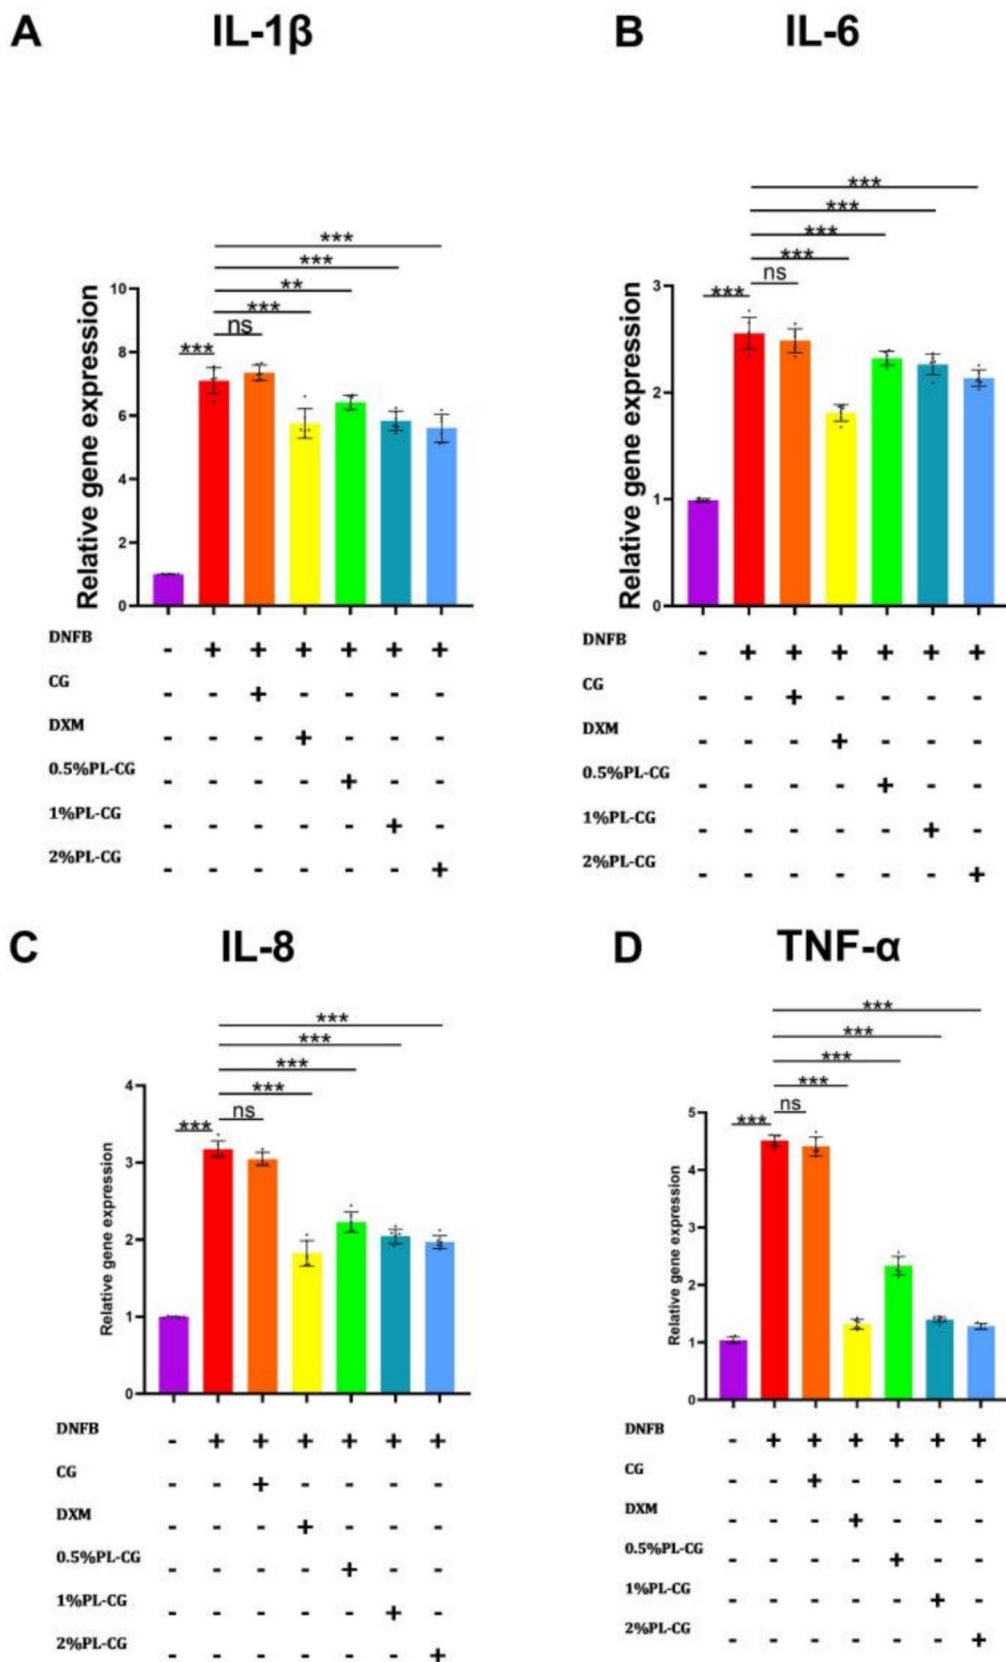 A IL-1β
***
***
**
***
ns
***
Relative gene expression
10
8
6
4
2
0
DNFB - + + + + + +
CG - - + - - - -
DXM - - - + - - -
0.5%PL-CG - - - - + - -
1%PL-CG - - - - - + -
2%PL-CG - - - - - - +
B IL-6
***
***
***
***
ns
***
Relative gene expression
3
2
1
0
DNFB - + + + + + +
CG - - + - - - -
DXM - - - + - - -
0.5%PL-CG - - - - + - -
1%PL-CG - - - - - + -
2%PL-CG - - - - - - +
C IL-8
***
***
***
***
ns
***
Relative gene expression
4
3
2
1
0
DNFB - + + + + + +
CG - - + - - - -
DXM - - - + - - -
0.5%PL-CG - - - - + - -
1%PL-CG - - - - - + -
2%PL-CG - - - - - - +
D TNF-α
***
***
***
***
ns
***
Relative gene expression
5
4
3
2
1
0
DNFB - + + + + + +
CG - - + - - - -
DXM - - - + - - -
0.5%PL-CG - - - - + - -
1%PL-CG - - - - - + -
2%PL-CG - - - - - - +